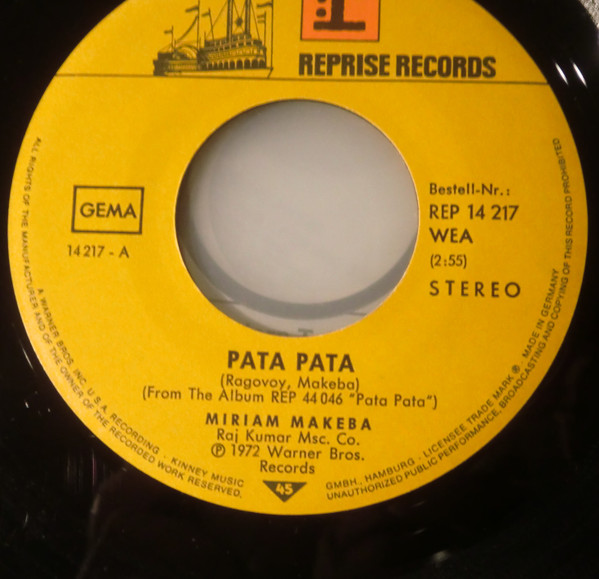 REPRISE RECORDS
GEMA
14 217 - A
Bestell-Nr.:
REP 14 217
WEA
(2:55)
STEREO
PATA PATA
(Ragovoy, Makeba)
(From The Album REP 44 046 "Pata Pata")
MIRIAM MAKEBA
Raj Kumar Msc. Co.
℗ 1972 Warner Bros.
Records
45
ALL RIGHTS OF THE MANUFACTURER AND OF THE OWNER OF THE RECORDED WORK RESERVED.
A WARNER BROS. INC. U.S.A. RECORDING · KINNEY MUSIC GMBH., HAMBURG · LICENSEE TRADE MARK ® · MADE IN GERMANY
UNAUTHORIZED PUBLIC PERFORMANCE, BROADCASTING AND COPYING OF THIS RECORD PROHIBITED